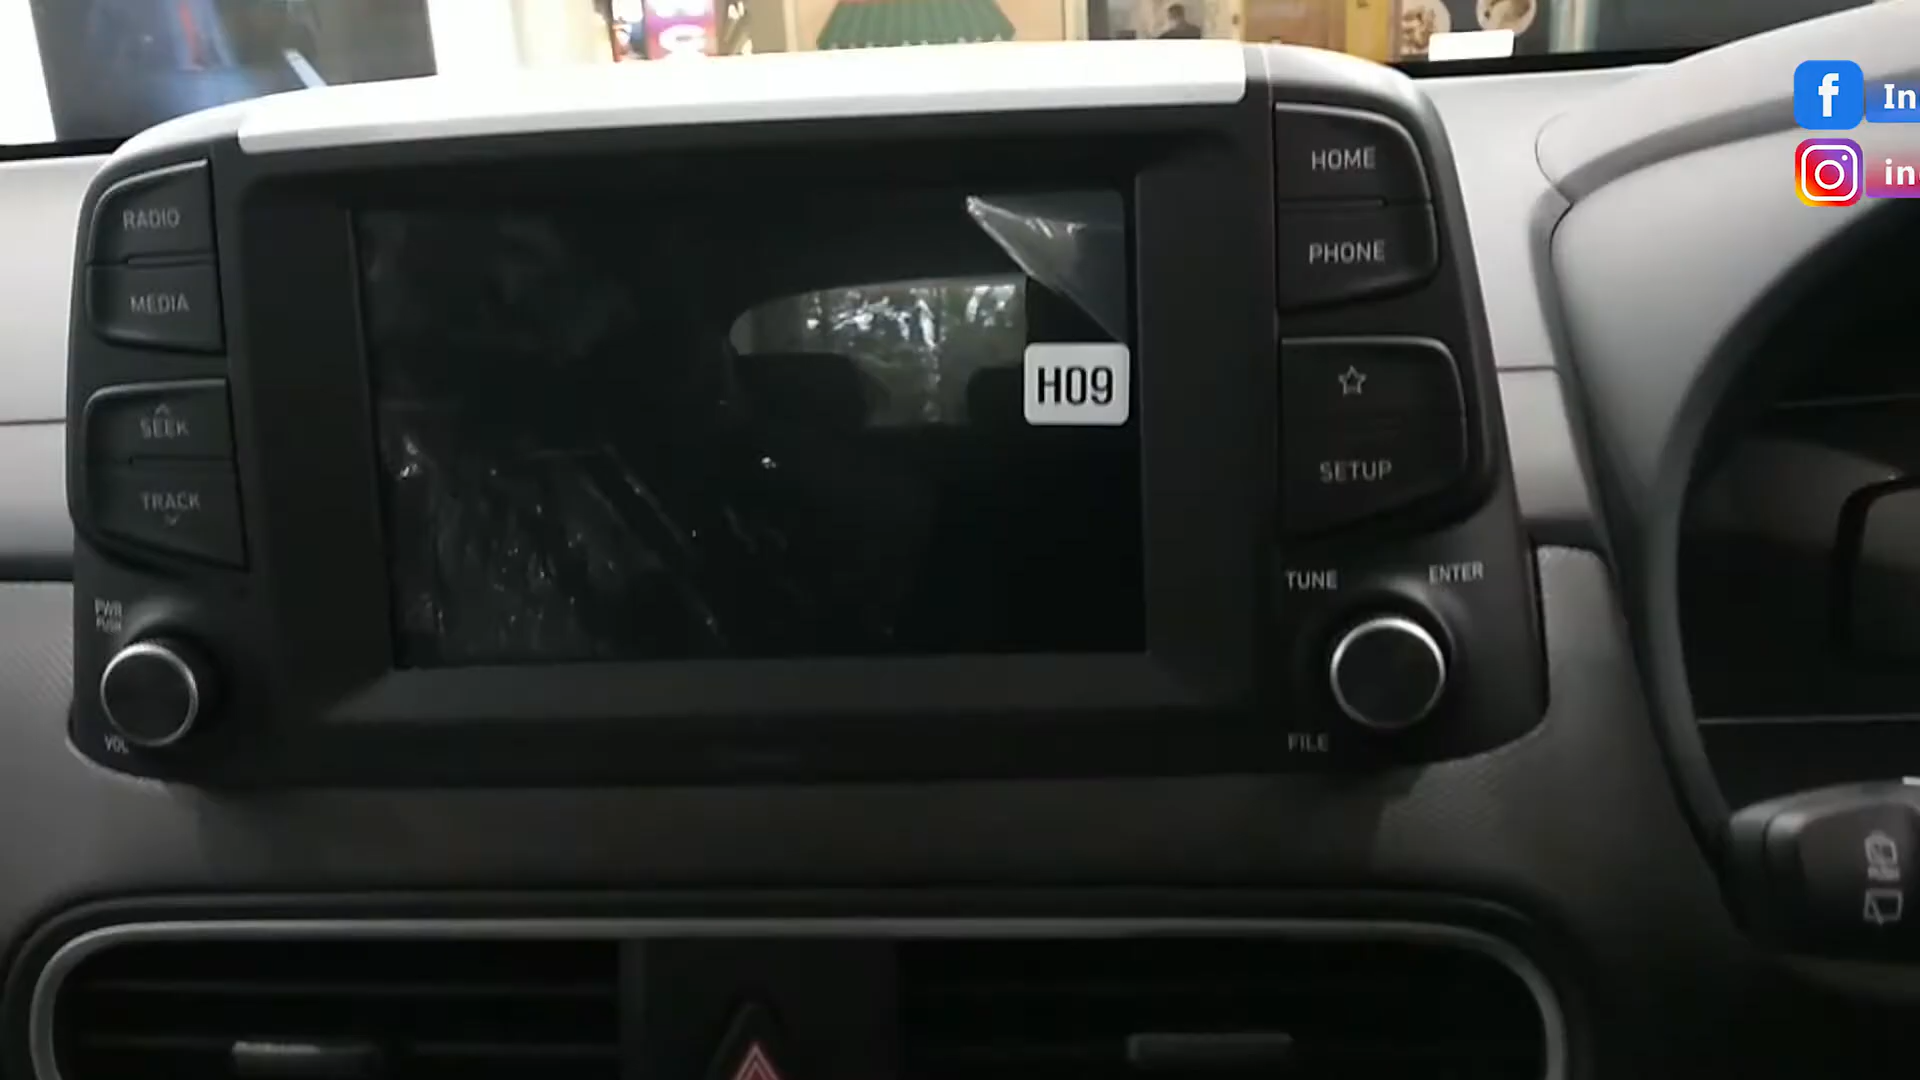 In
in
HOME
RADIO
PHONE
MEDIA
H09
SEEK
SETUP
TRACK
TUNE
ENTER
PWR
PUSH
VOL
FILE